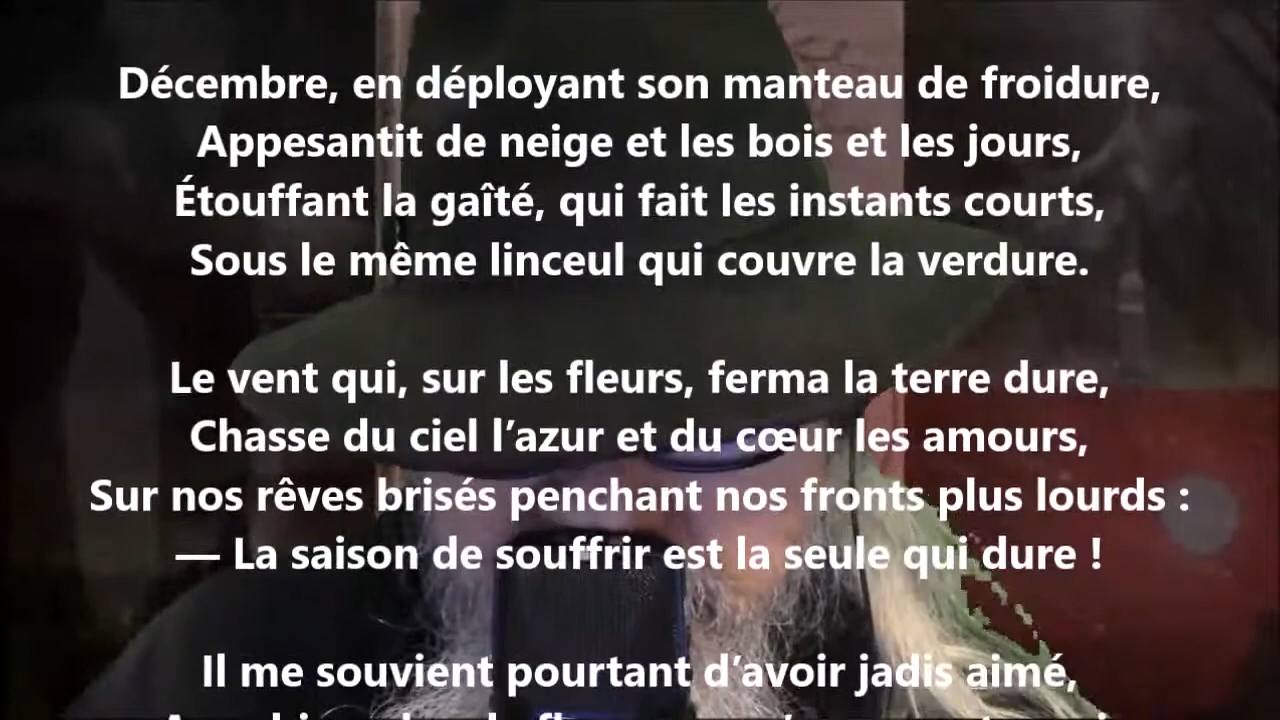 Décembre, en déployant son manteau de froidure,
Appesantit de neige et les bois et les jours,
Étouffant la gaîté, qui fait les instants courts,
Sous le même linceul qui couvre la verdure.
Le vent qui, sur les fleurs, ferma la terre dure,
Chasse du ciel l’azur et du cœur les amours,
Sur nos rêves brisés penchant nos fronts plus lourds :
— La saison de souffrir est la seule qui dure !
Il me souvient pourtant d’avoir jadis aimé,